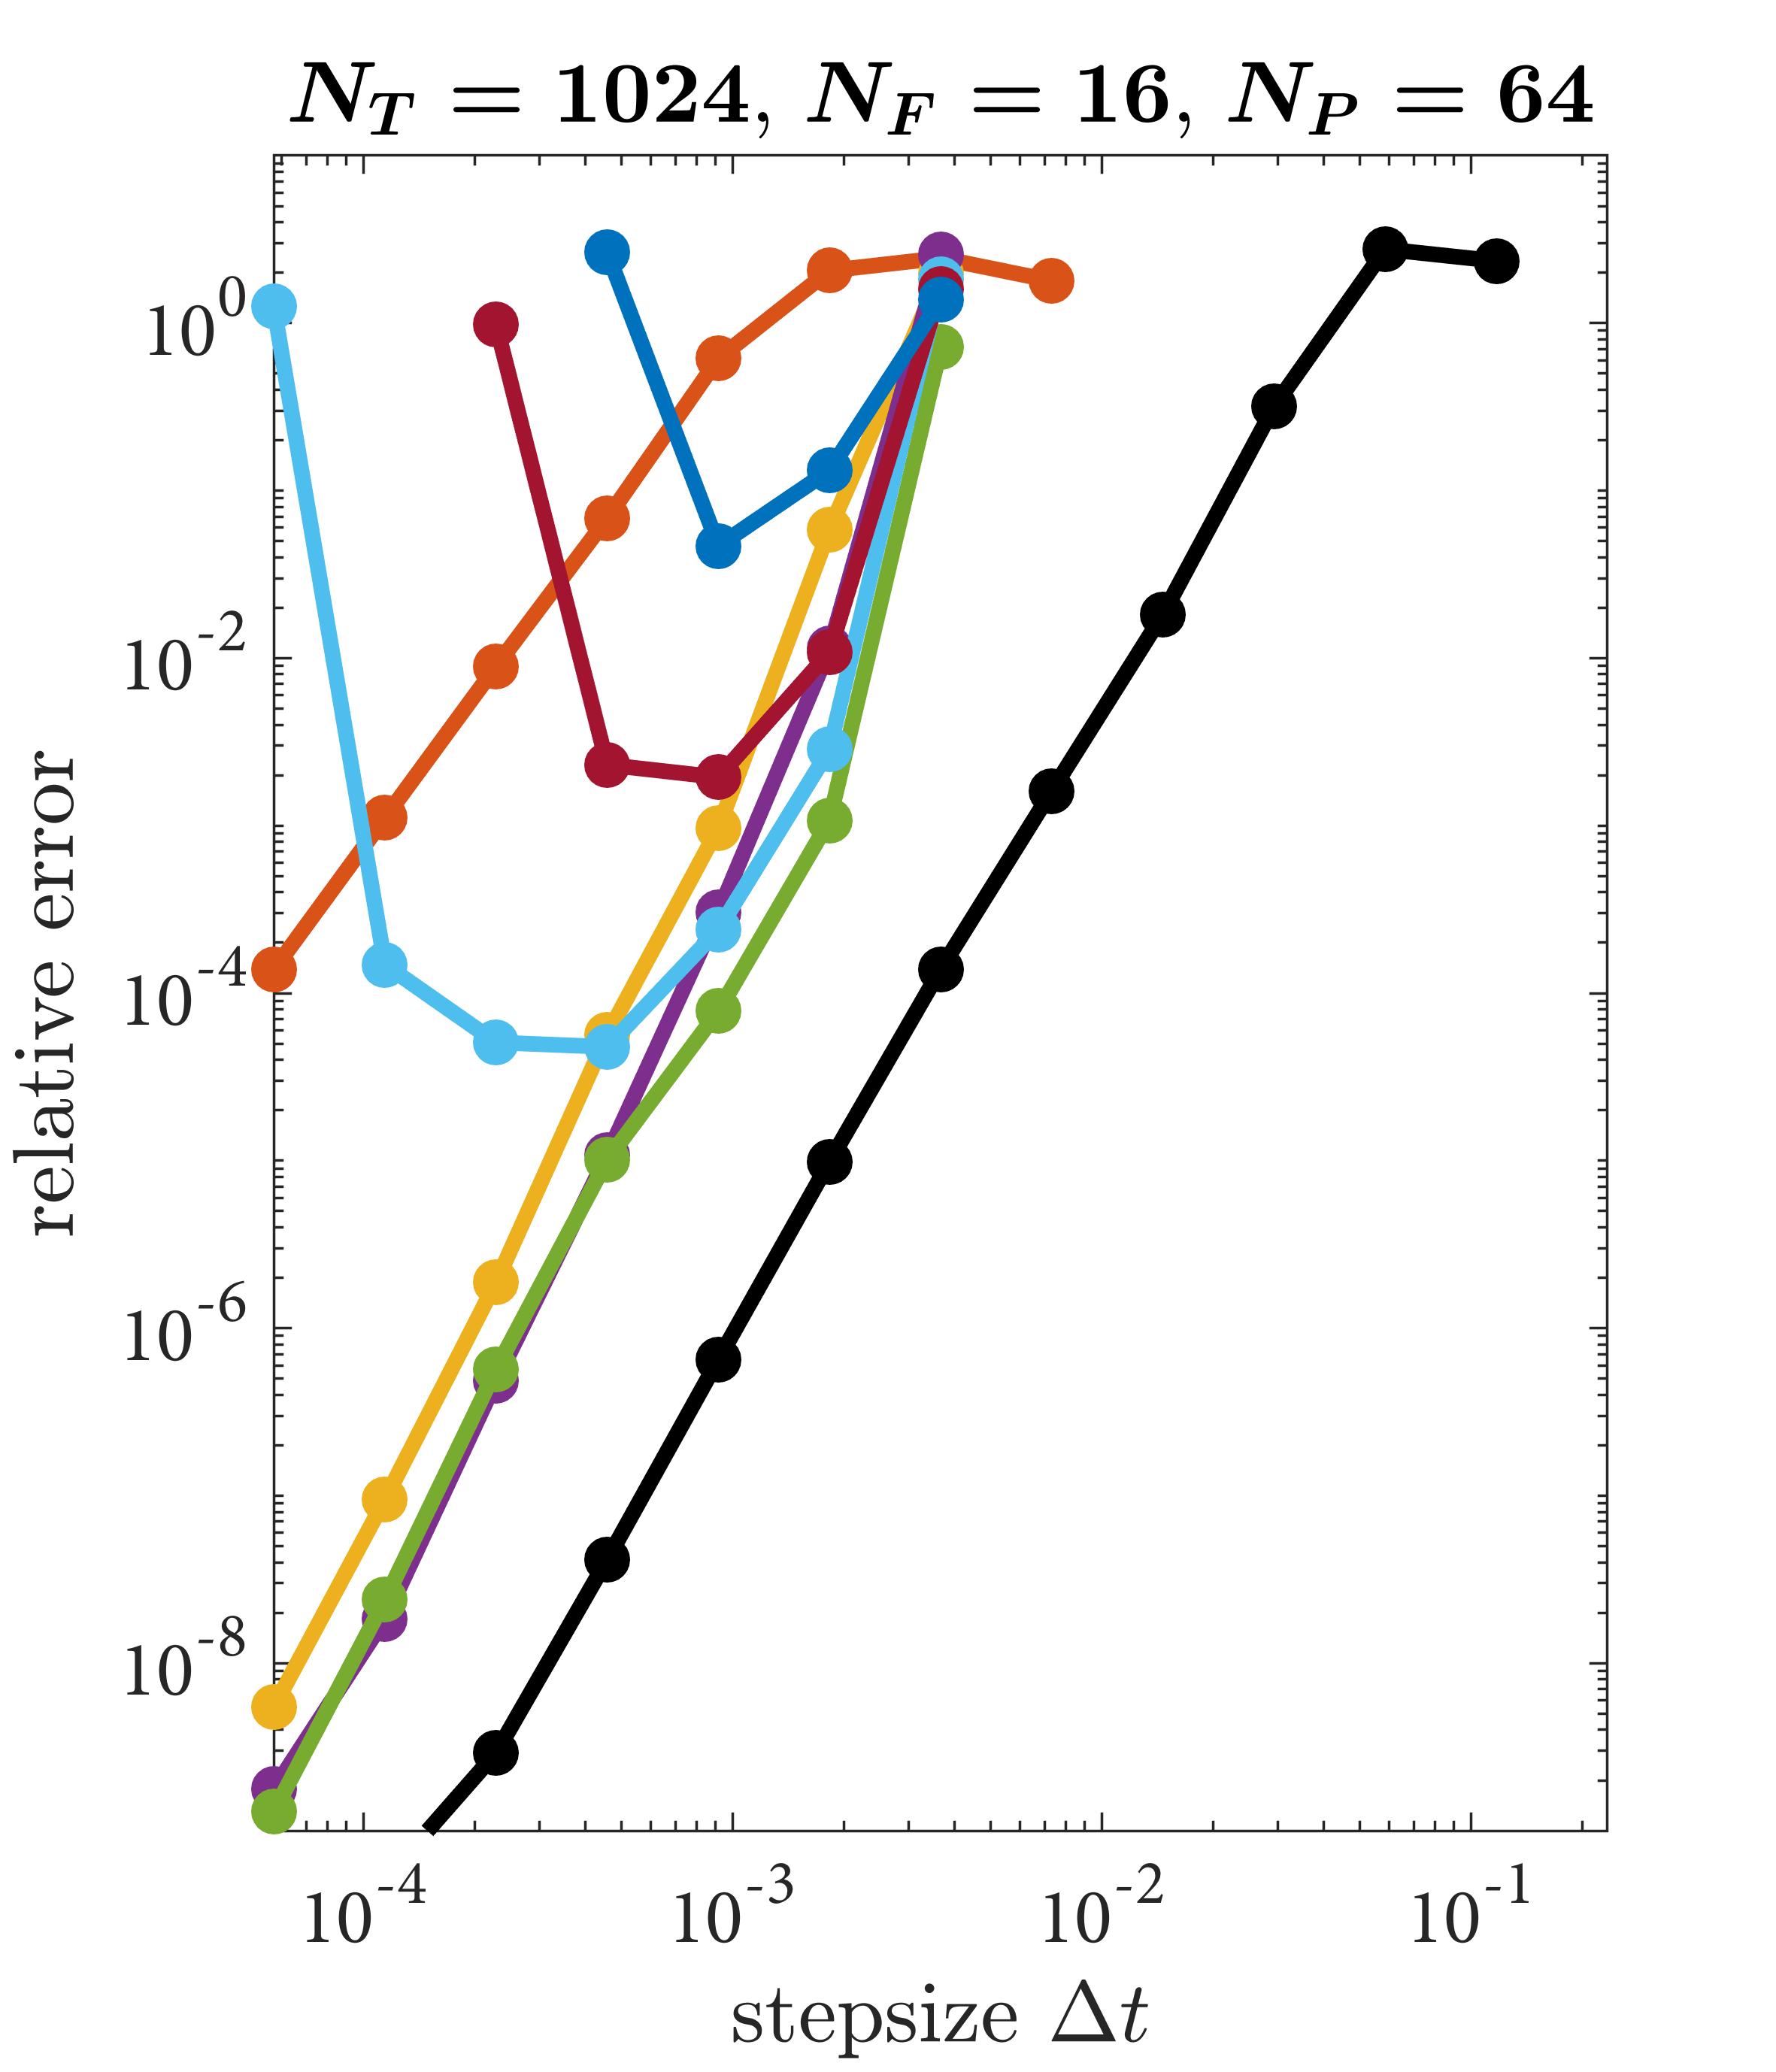 N_T = 1024, N_F = 16, N_P = 64
relative error
10^0
10^-2
10^-4
10^-6
10^-8
10^-4 10^-3 10^-2 10^-1
stepsize Δt